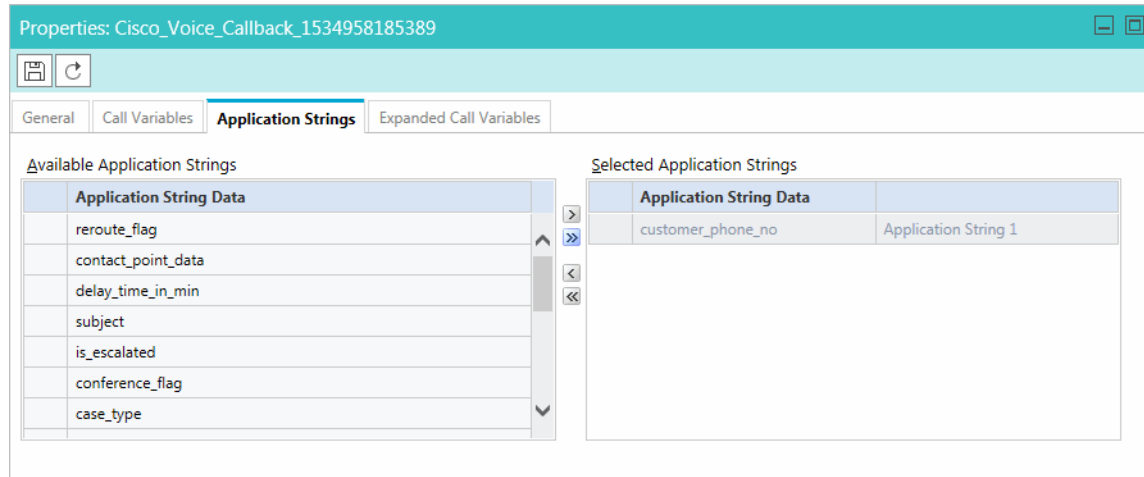 Properties: Cisco_Voice_Callback_1534958185389
General Call Variables Application Strings Expanded Call Variables
Available Application Strings
Application String Data
reroute_flag
contact_point_data
delay_time_in_min
subject
is_escalated
conference_flag
case_type
Selected Application Strings
Application String Data
customer_phone_no Application String 1